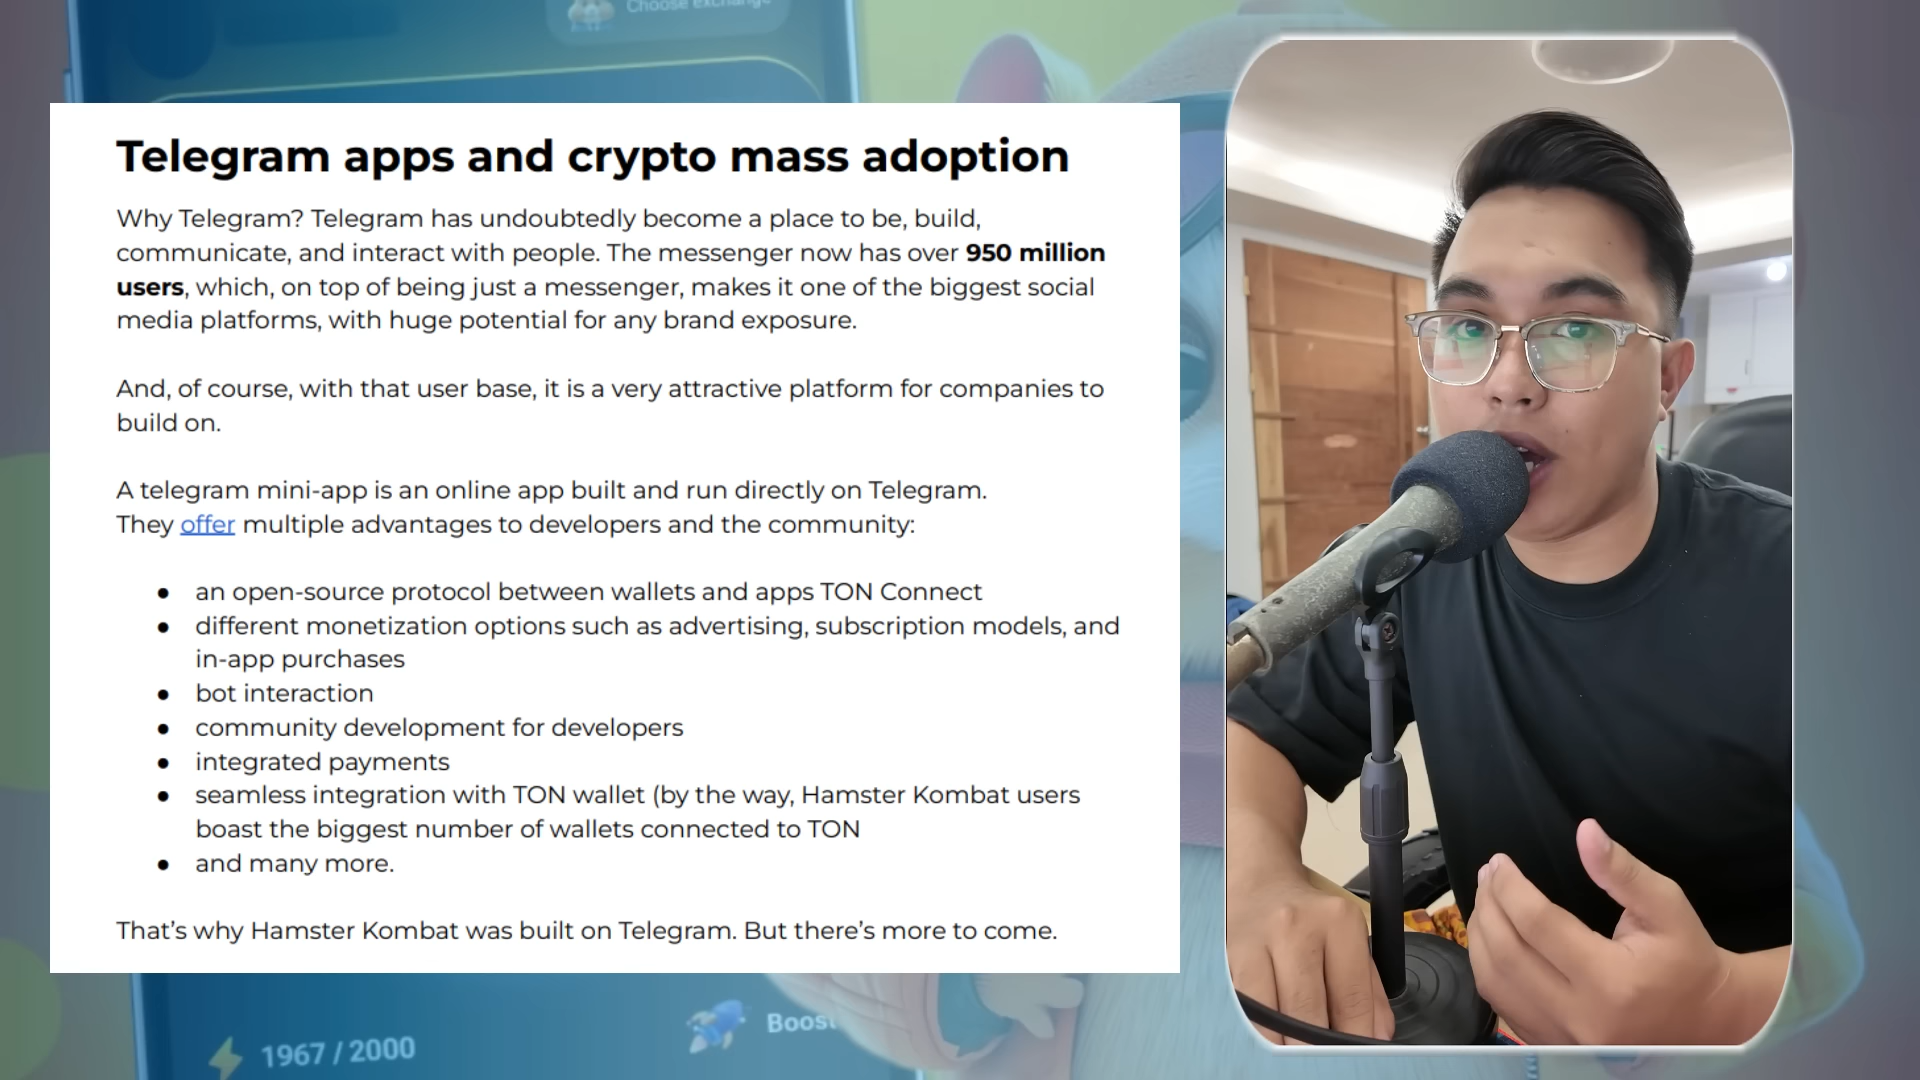 Choose exchange
Telegram apps and crypto mass adoption
Why Telegram? Telegram has undoubtedly become a place to be, build,
communicate, and interact with people. The messenger now has over 950 million
users, which, on top of being just a messenger, makes it one of the biggest social
media platforms, with huge potential for any brand exposure.
And, of course, with that user base, it is a very attractive platform for companies to
build on.
A telegram mini-app is an online app built and run directly on Telegram.
They offer multiple advantages to developers and the community:
● an open-source protocol between wallets and apps TON Connect
● different monetization options such as advertising, subscription models, and
in-app purchases
● bot interaction
● community development for developers
● integrated payments
● seamless integration with TON wallet (by the way, Hamster Kombat users
boast the biggest number of wallets connected to TON
● and many more.
That’s why Hamster Kombat was built on Telegram. But there’s more to come.
1967 / 2000
Boost